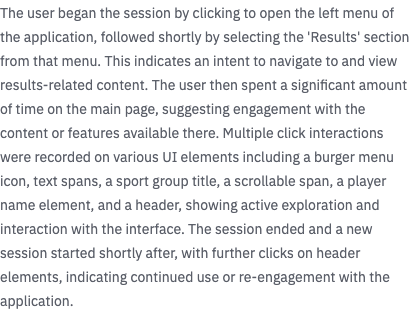 The user began the session by clicking to open the left menu of
the application, followed shortly by selecting the 'Results' section
from that menu. This indicates an intent to navigate to and view
results-related content. The user then spent a significant amount
of time on the main page, suggesting engagement with the
content or features available there. Multiple click interactions
were recorded on various UI elements including a burger menu
icon, text spans, a sport group title, a scrollable span, a player
name element, and a header, showing active exploration and
interaction with the interface. The session ended and a new
session started shortly after, with further clicks on header
elements, indicating continued use or re-engagement with the
application.